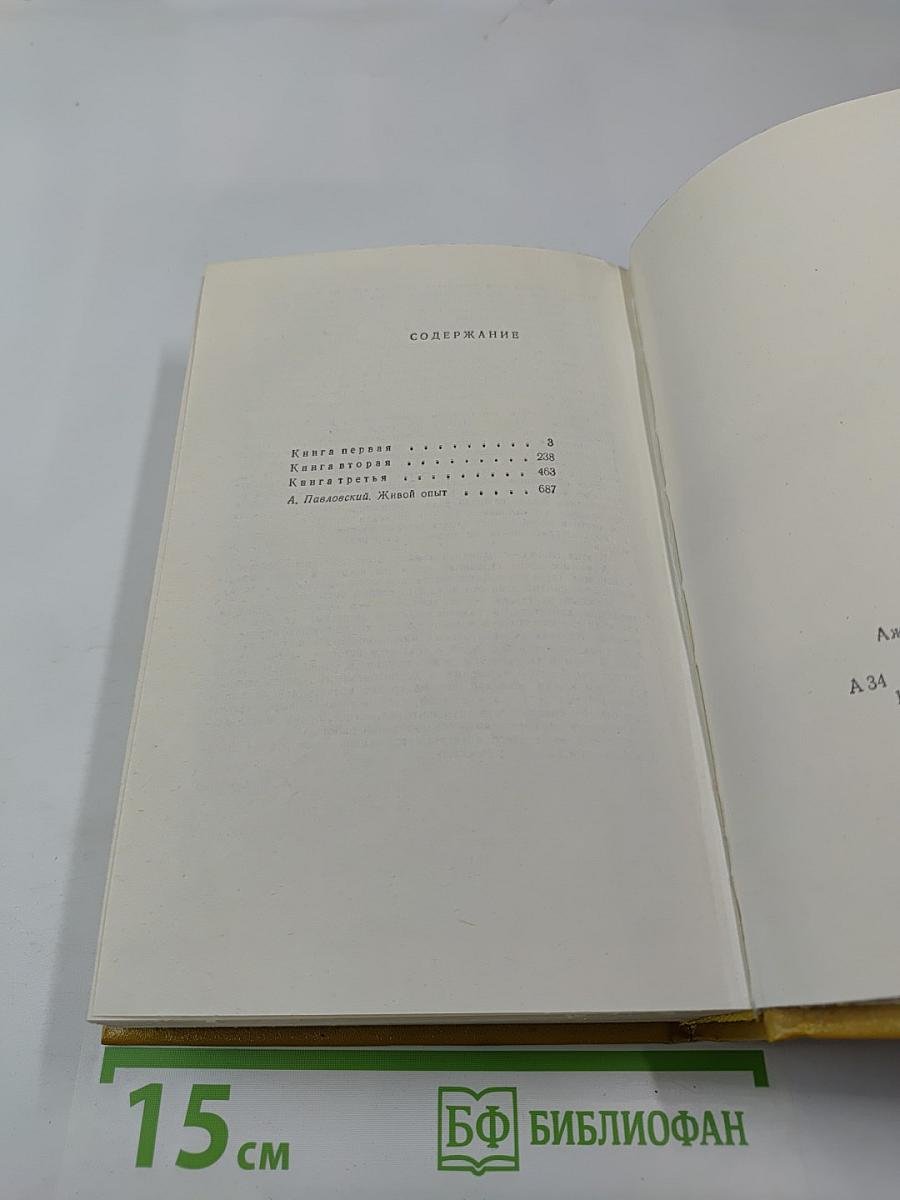 СОДЕРЖАНИЕ
Книга первая . . . . . . . . . 3
Книга вторая . . . . . . . . . 238
Книга третья . . . . . . . . . 463
А. Павловский. Живой опыт . . . . . 687
Аж
А 34
15 см
БФ БИБЛИОФАН